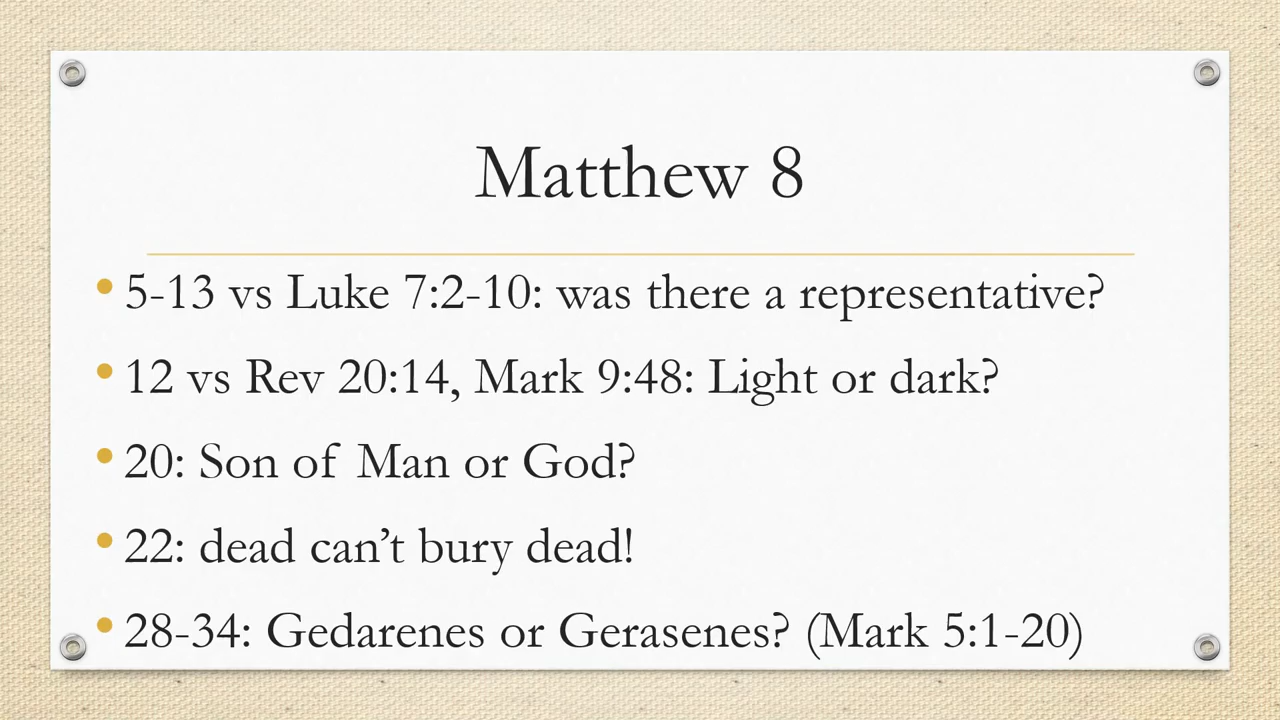 Matthew 8
• 5-13 vs Luke 7:2-10: was there a representative?
• 12 vs Rev 20:14, Mark 9:48: Light or dark?
• 20: Son of Man or God?
• 22: dead can’t bury dead!
• 28-34: Gedarenes or Gerasenes? (Mark 5:1-20)